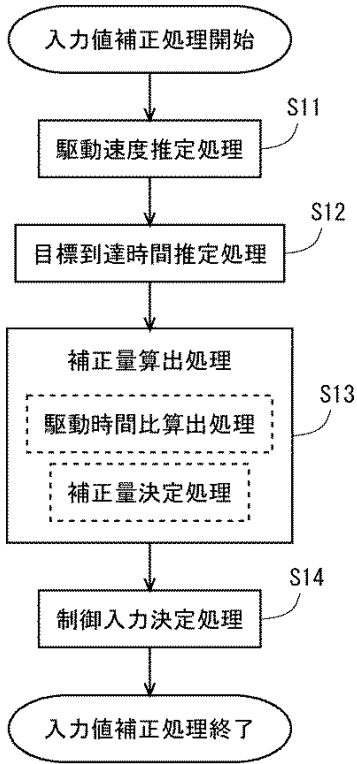 入力値補正処理開始
S11
駆動速度推定処理
S12
目標到達時間推定処理
補正量算出処理
S13
駆動時間比算出処理
補正量決定処理
S14
制御入力決定処理
入力値補正処理終了